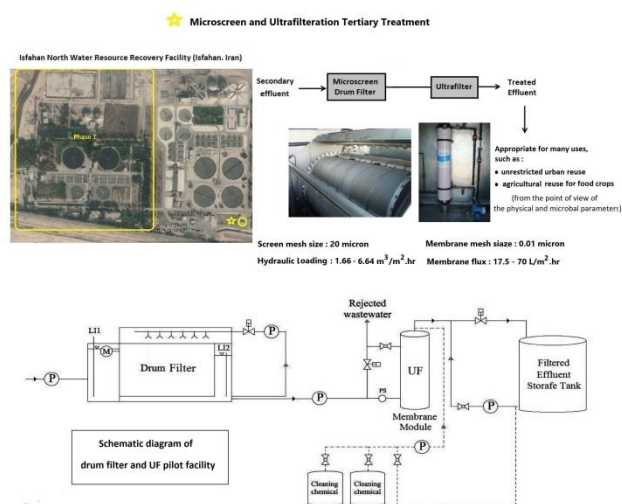 Microscreen and Ultrafilteration Tertiary Treatment
Isfahan North Water Resource Recovery Facility (Isfahan. Iran)
Phase 1
Secondary
effluent
Microscreen
Drum Filter
Ultrafilter
Treated
Effluent
Appropriate for many uses,
such as :
• unrestricted urban reuse
• agricultural reuse for food crops
(from the point of view of
the physical and microbal parameters)
Screen mesh size : 20 micron
Hydraulic Loading : 1.66 - 6.64 m³/m².hr
Membrane mesh siaze : 0.01 micron
Membrane flux : 17.5 - 70 L/m².hr
Rejected
wastewater
LI1
M
Drum Filter
LI2
P
P
P
PS
UF
Membrane
Module
P
P
Filtered
Effluent
Storafe Tank
Schematic diagram of
drum filter and UF pilot facility
Cleaning
chemical
Cleaning
chemical